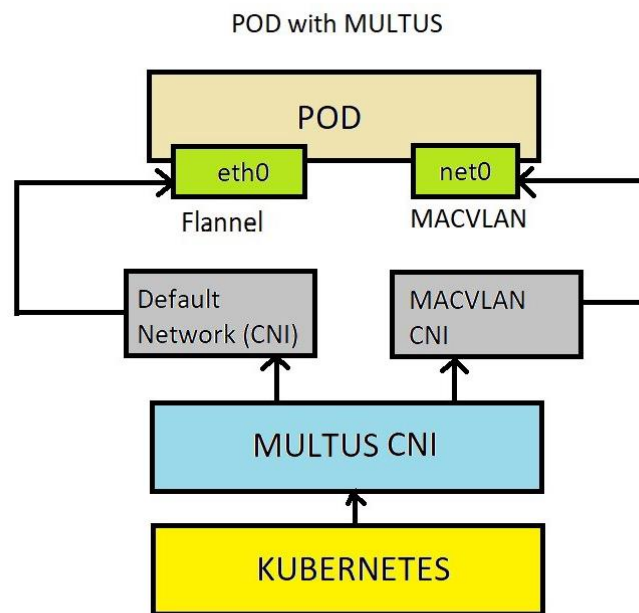 POD with MULTUS
POD
eth0
net0
Flannel
MACVLAN
Default
Network (CNI)
MACVLAN
CNI
MULTUS CNI
KUBERNETES